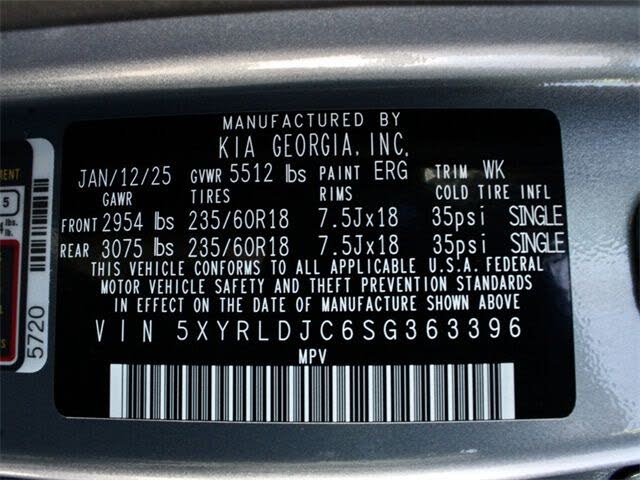 MANUFACTURED BY
KIA GEORGIA, INC.
JAN/12/25 GVWR 5512 lbs PAINT ERG TRIM WK
GAWR TIRES RIMS COLD TIRE INFL
FRONT 2954 lbs 235/60R18 7.5Jx18 35psi SINGLE
REAR 3075 lbs 235/60R18 7.5Jx18 35psi SINGLE
THIS VEHICLE CONFORMS TO ALL APPLICABLE U.S.A. FEDERAL
MOTOR VEHICLE SAFETY AND THEFT PREVENTION STANDARDS
IN EFFECT ON THE DATE OF MANUFACTURE SHOWN ABOVE
VIN 5XYRLDJC6SG363396
MPV
5
5720